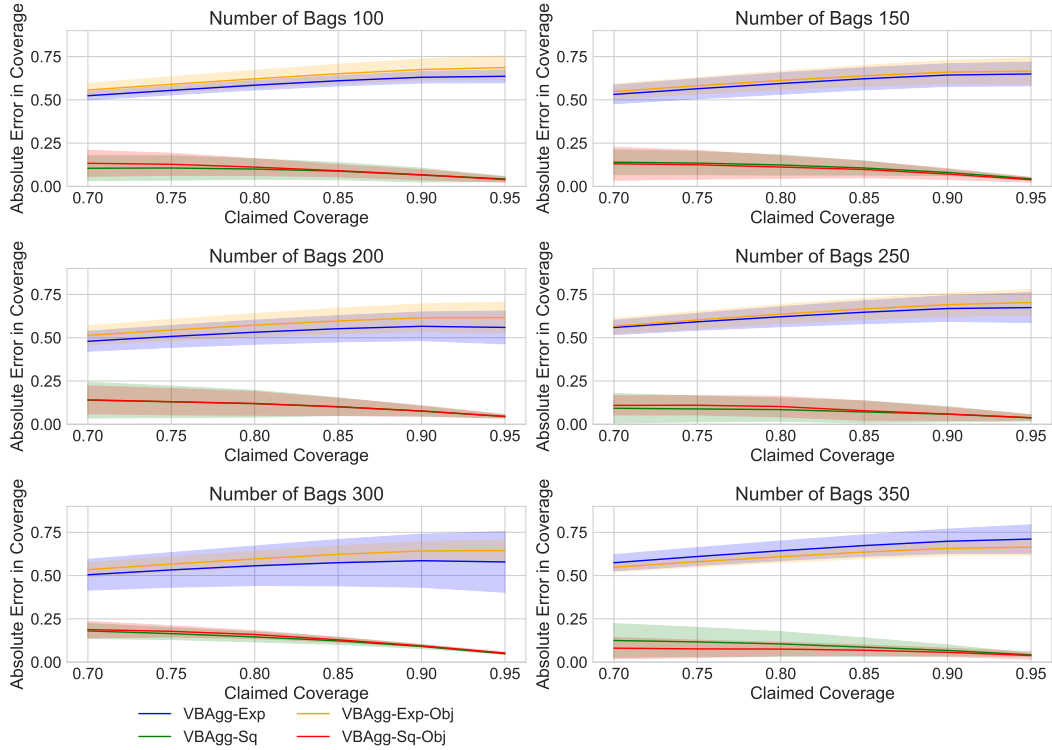 Number of Bags 100
Absolute Error in Coverage
0.75
0.50
0.25
0.00
0.70 0.75 0.80 0.85 0.90 0.95
Claimed Coverage
Number of Bags 150
Absolute Error in Coverage
0.75
0.50
0.25
0.00
0.70 0.75 0.80 0.85 0.90 0.95
Claimed Coverage
Number of Bags 200
Absolute Error in Coverage
0.75
0.50
0.25
0.00
0.70 0.75 0.80 0.85 0.90 0.95
Claimed Coverage
Number of Bags 250
Absolute Error in Coverage
0.75
0.50
0.25
0.00
0.70 0.75 0.80 0.85 0.90 0.95
Claimed Coverage
Number of Bags 300
Absolute Error in Coverage
0.75
0.50
0.25
0.00
0.70 0.75 0.80 0.85 0.90 0.95
Claimed Coverage
Number of Bags 350
Absolute Error in Coverage
0.75
0.50
0.25
0.00
0.70 0.75 0.80 0.85 0.90 0.95
Claimed Coverage
VBAgg-Exp
VBAgg-Sq
VBAgg-Exp-Obj
VBAgg-Sq-Obj